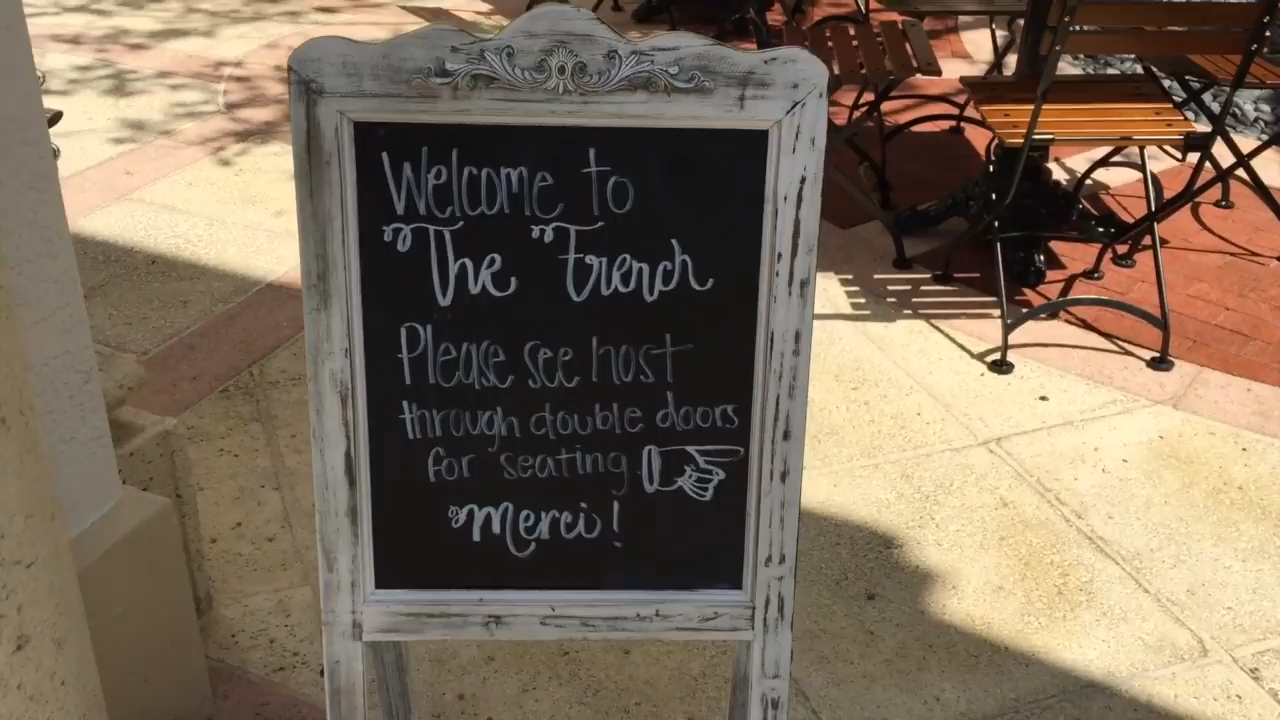 Welcome to
The French
Please see host
through double doors
for seating
Merci!